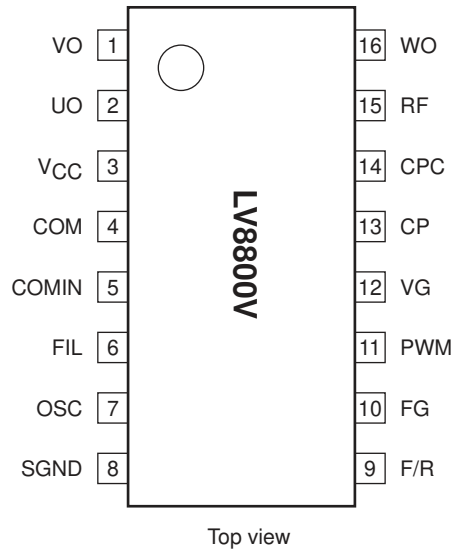 VO 1 16 WO
UO 2 15 RF
VCC 3 14 CPC
COM 4 13 CP
COMIN 5 12 VG
FIL 6 11 PWM
OSC 7 10 FG
SGND 8 9 F/R
LV8800V
Top view